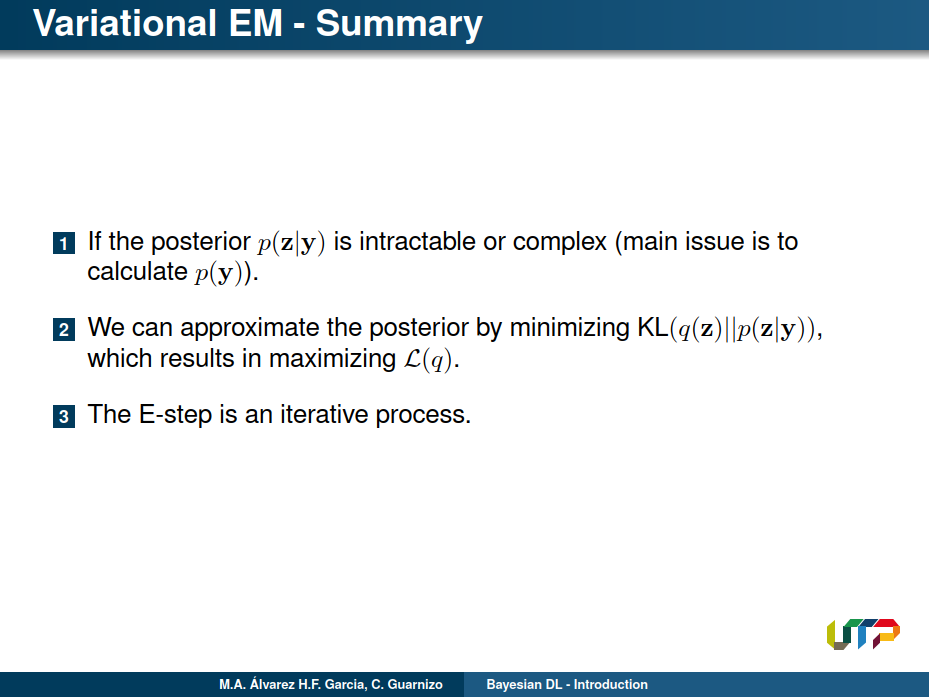 Variational EM - Summary
1 If the posterior p(z|y) is intractable or complex (main issue is to
calculate p(y)).
2 We can approximate the posterior by minimizing KL(q(z)||p(z|y)),
which results in maximizing ℒ(q).
3 The E-step is an iterative process.
UTP
M.A. Álvarez H.F. Garcia, C. Guarnizo Bayesian DL - Introduction